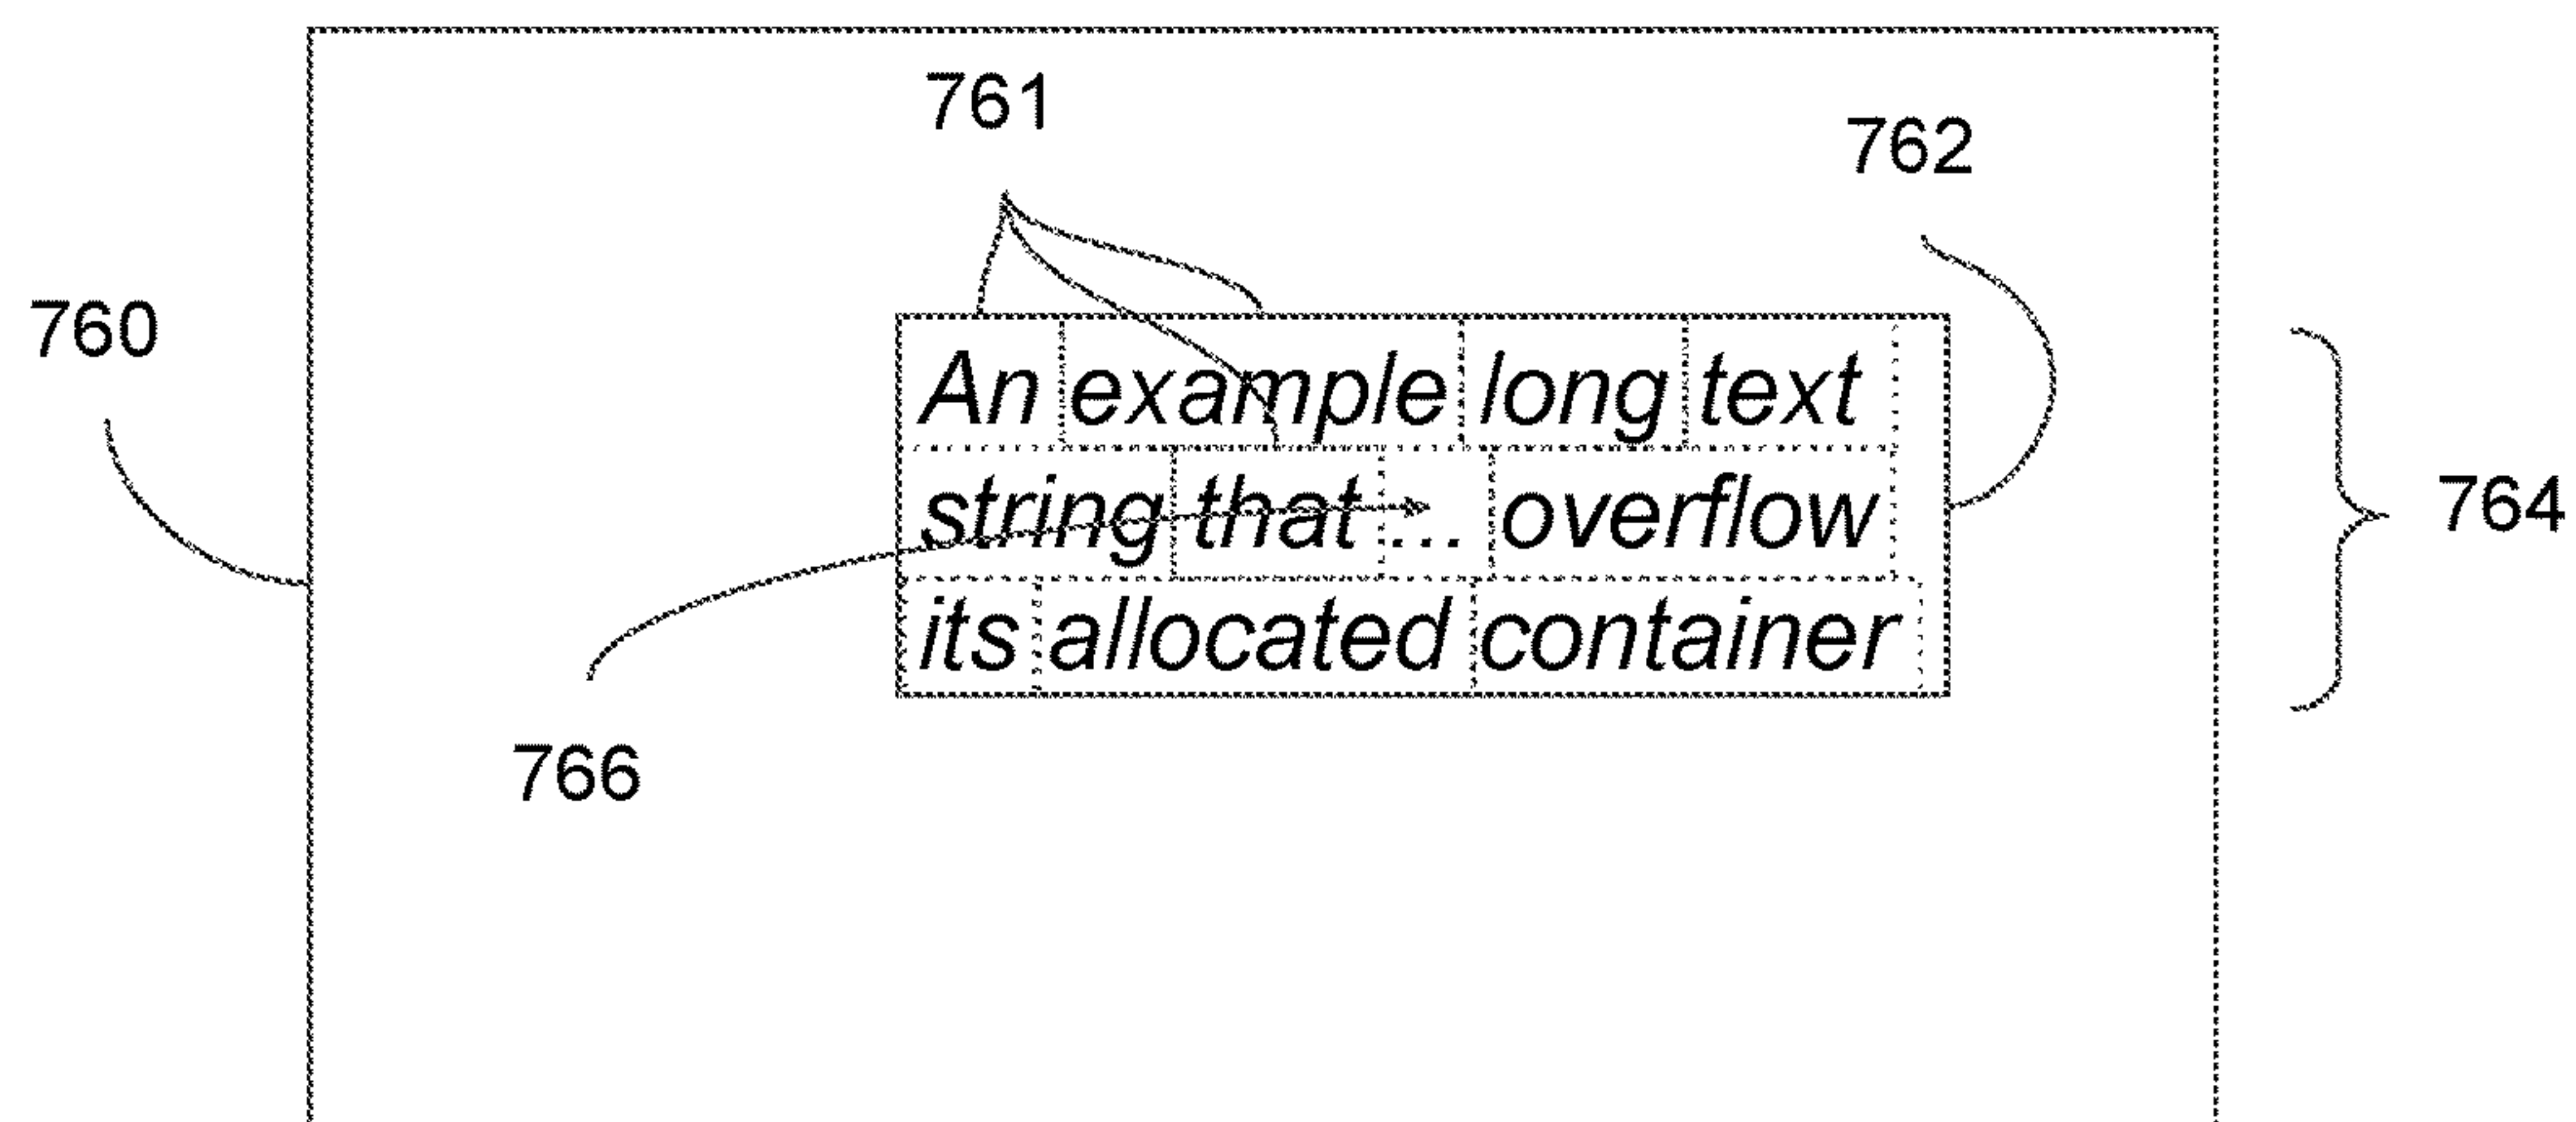 761
762
760
An example long text
string that ... overflow
764
its allocated container
766